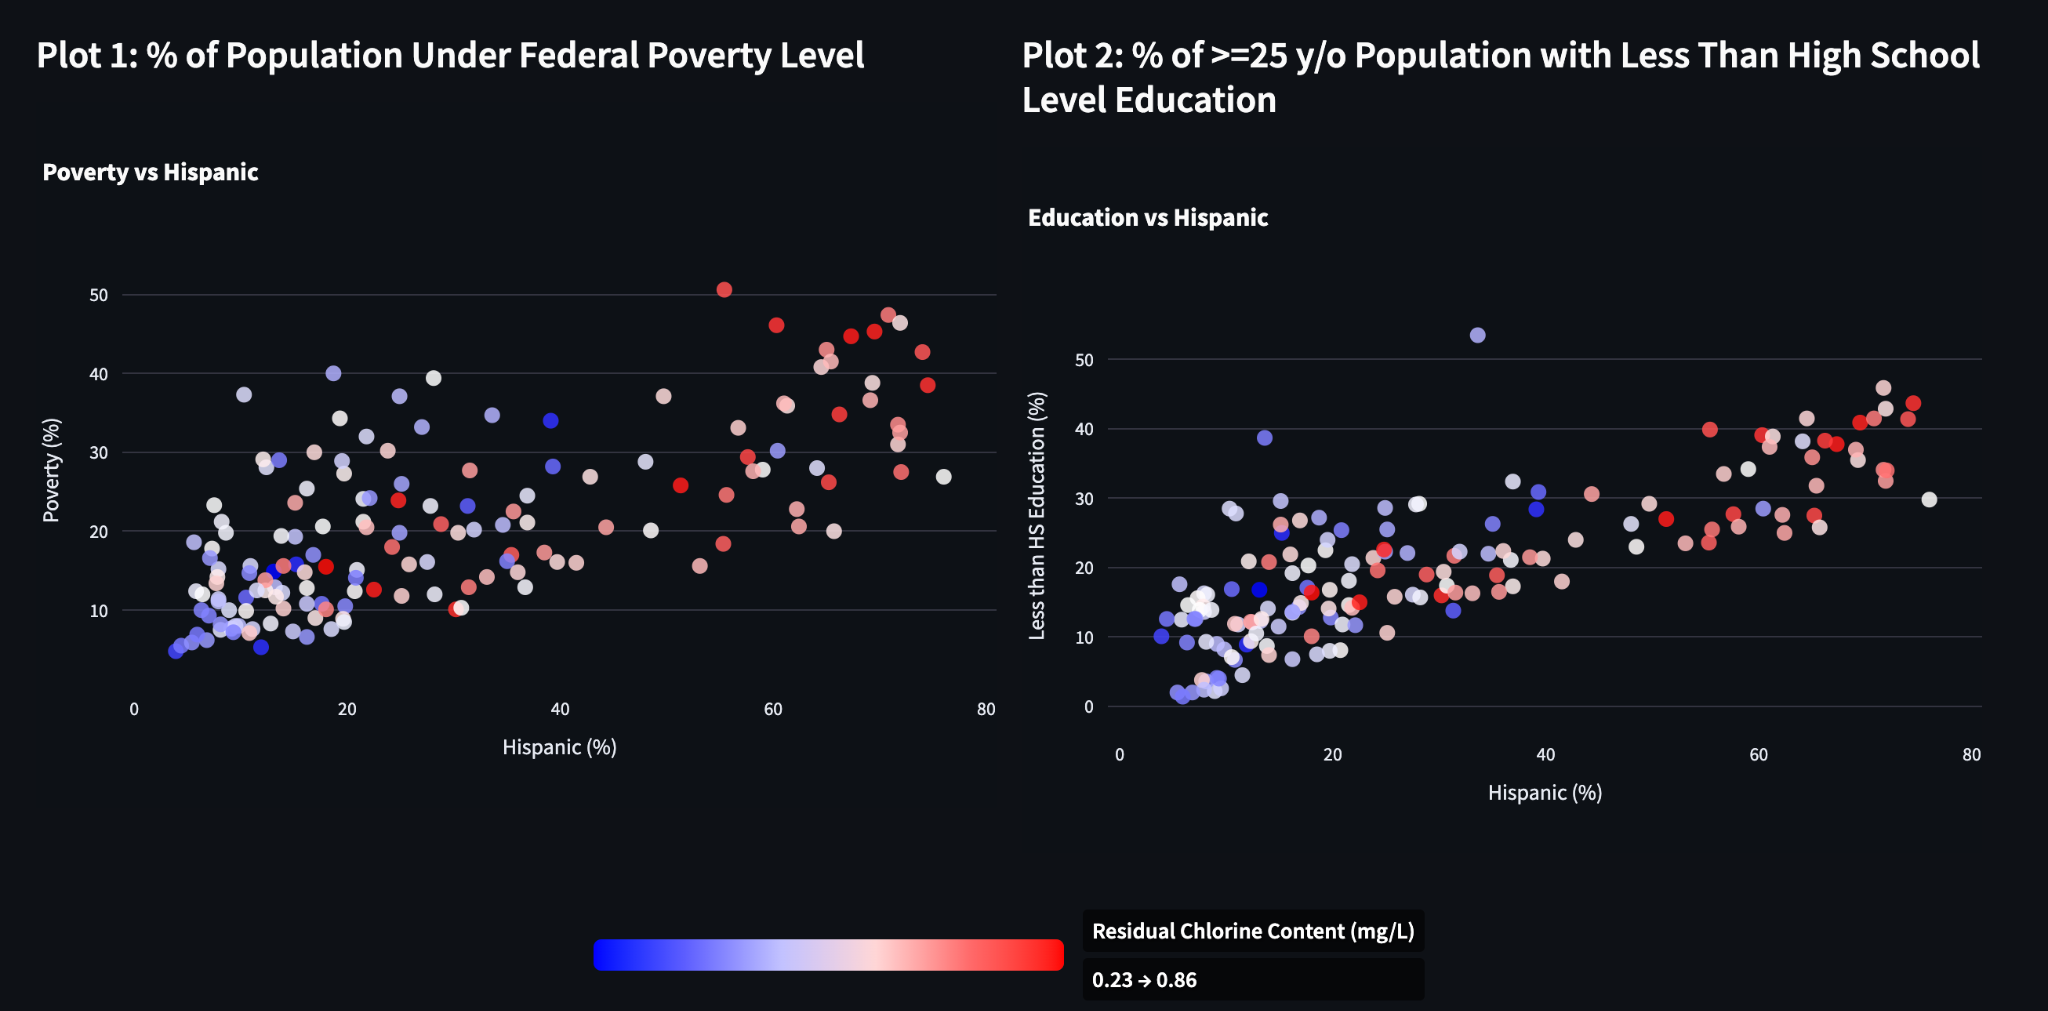 Plot 1: % of Population Under Federal Poverty Level
Poverty vs Hispanic
50
40
30
20
10
Poverty (%)
0 20 40 60 80
Hispanic (%)
Plot 2: % of >=25 y/o Population with Less Than High School
Level Education
Education vs Hispanic
50
40
30
20
10
0
Less than HS Education (%)
0 20 40 60 80
Hispanic (%)
Residual Chlorine Content (mg/L)
0.23 → 0.86